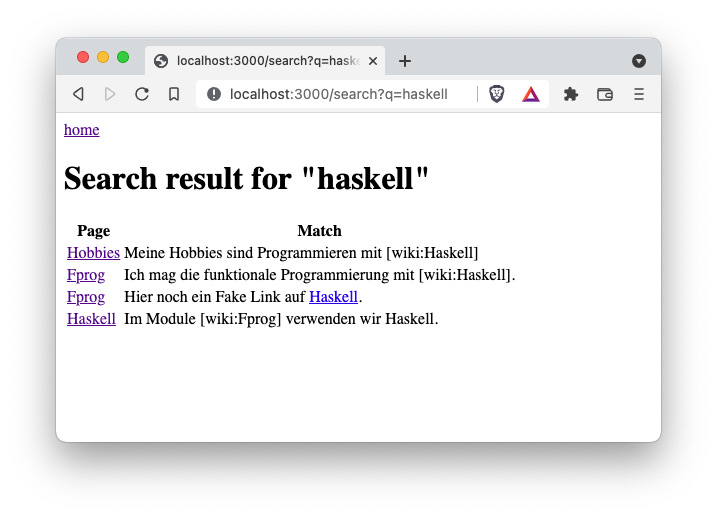 localhost:3000/search?q=hask
localhost:3000/search?q=haskell
home
Search result for "haskell"
Page Match
Hobbies Meine Hobbies sind Programmieren mit [wiki:Haskell]
Fprog Ich mag die funktionale Programmierung mit [wiki:Haskell].
Fprog Hier noch ein Fake Link auf Haskell.
Haskell Im Module [wiki:Fprog] verwenden wir Haskell.